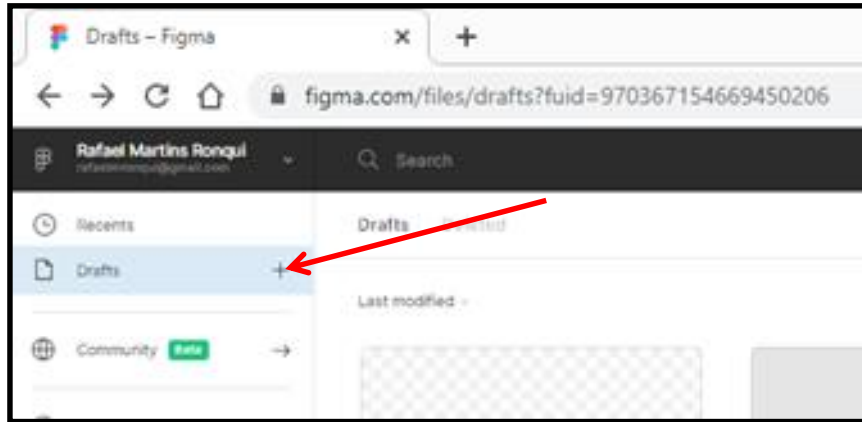 Drafts – Figma
figma.com/files/drafts?fuid=970367154669450206
Rafael Martins Ronqui
Search
Recents
Drafts Deleted
Drafts
Last modified
Community Beta